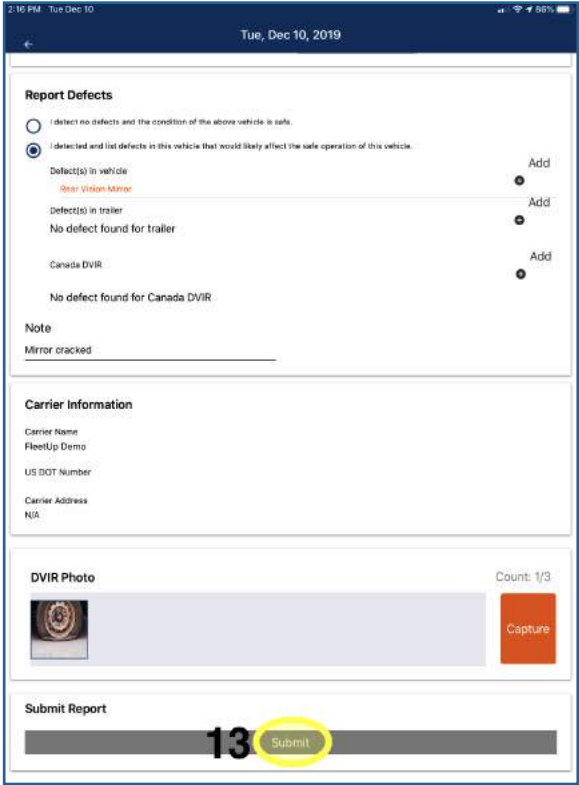 2:16 PM Tue Dec 10
86%
Tue, Dec 10, 2019
Report Defects
I detect no defects and the condition of the above vehicle is safe.
I detected and list defects in this vehicle that would likely affect the safe operation of this vehicle.
Defect(s) in vehicle
Add
Rear Vision Mirror
Defect(s) in trailer
Add
No defect found for trailer
Canada DVIR
Add
No defect found for Canada DVIR
Note
Mirror cracked
Carrier Information
Carrier Name
FleetUp Demo
US DOT Number
Carrier Address
N/A
DVIR Photo
Count: 1/3
Capture
Submit Report
13 Submit